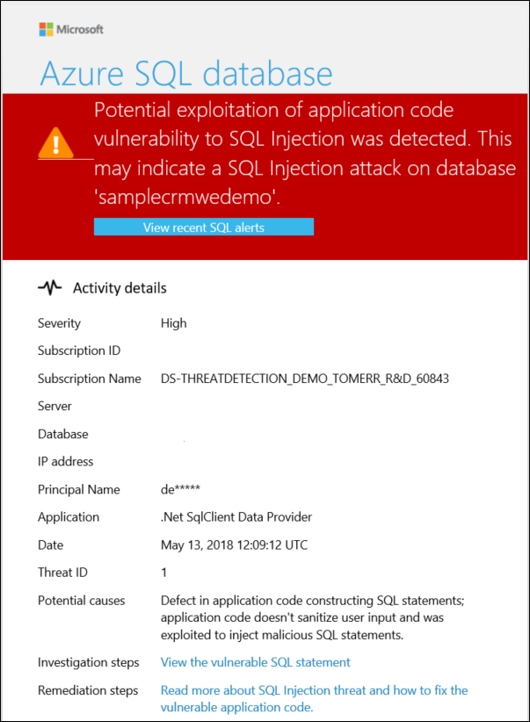 Microsoft
Azure SQL database
Potential exploitation of application code
vulnerability to SQL Injection was detected. This
may indicate a SQL Injection attack on database
'samplecrmwedemo'.
View recent SQL alerts
Activity details
Severity High
Subscription ID
Subscription Name DS-THREATDETECTION_DEMO_TOMERR_R&D_60843
Server
Database
IP address
Principal Name de*****
Application .Net SqlClient Data Provider
Date May 13, 2018 12:09:12 UTC
Threat ID 1
Potential causes Defect in application code constructing SQL statements;
application code doesn't sanitize user input and was
exploited to inject malicious SQL statements.
Investigation steps View the vulnerable SQL statement
Remediation steps Read more about SQL Injection threat and how to fix the
vulnerable application code.